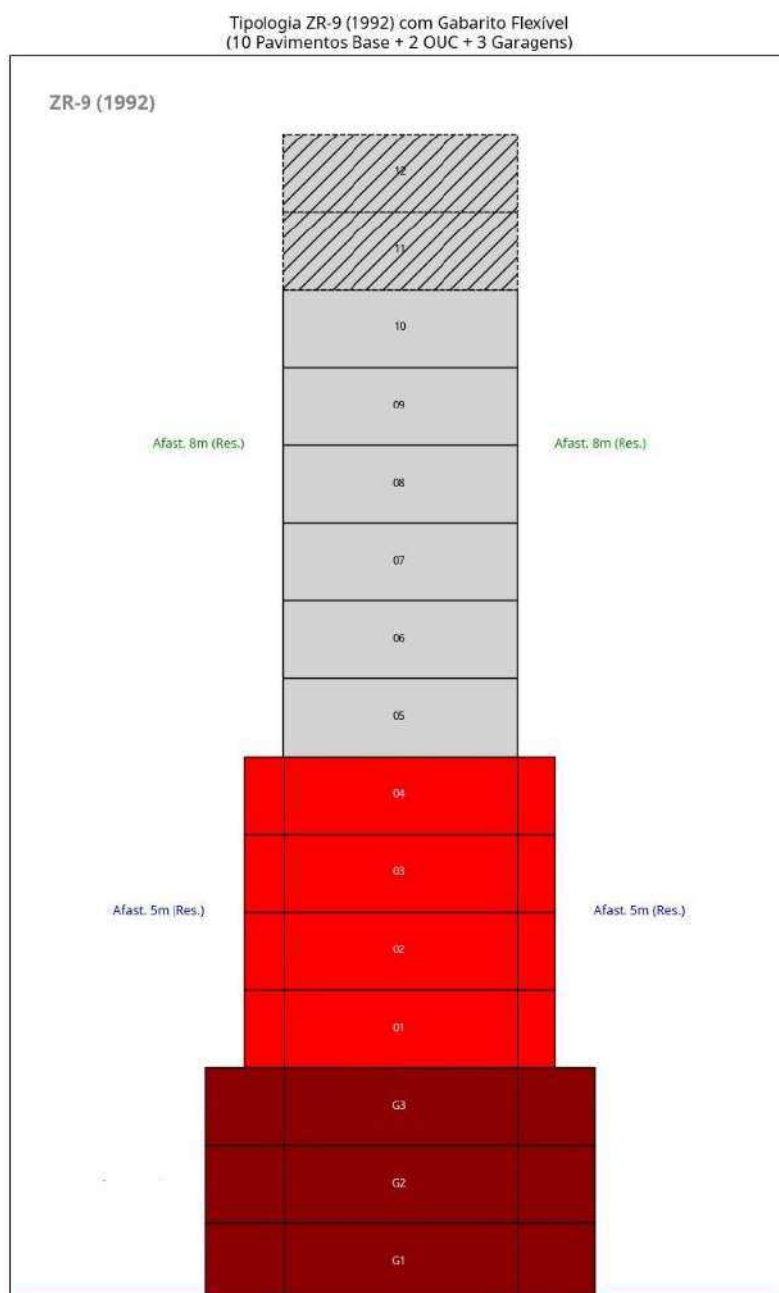 Tipologia ZR-9 (1992) com Gabarito Flexível
(10 Pavimentos Base + 2 OUC + 3 Garagens)
ZR-9 (1992)
12
11
10
09
Afast. 8m (Res.)
Afast. 8m (Res.)
08
07
06
05
04
03
Afast. 5m (Res.)
Afast. 5m (Res.)
02
01
G3
G2
G1